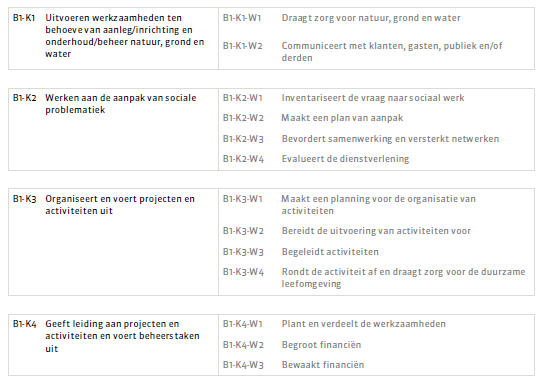 B1-K1 Uitvoeren werkzaamheden ten
behoeve van aanleg/inrichting en
onderhoud/beheer natuur, grond en
water
B1-K1-W1 Draagt zorg voor natuur, grond en water
B1-K1-W2 Communiceert met klanten, gasten, publiek en/of
derden
B1-K2 Werken aan de aanpak van sociale
problematiek
B1-K2-W1 Inventariseert de vraag naar sociaal werk
B1-K2-W2 Maakt een plan van aanpak
B1-K2-W3 Bevordert samenwerking en versterkt netwerken
B1-K2-W4 Evalueert de dienstverlening
B1-K3 Organiseert en voert projecten en
activiteiten uit
B1-K3-W1 Maakt een planning voor de organisatie van
activiteiten
B1-K3-W2 Bereidt de uitvoering van activiteiten voor
B1-K3-W3 Begeleidt activiteiten
B1-K3-W4 Rondt de activiteit af en draagt zorg voor de duurzame
leefomgeving
B1-K4 Geeft leiding aan projecten en
activiteiten en voert beheerstaken
uit
B1-K4-W1 Plant en verdeelt de werkzaamheden
B1-K4-W2 Begroot financiën
B1-K4-W3 Bewaakt financiën